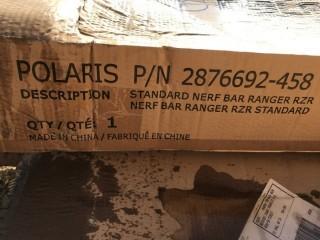 POLARIS P/N 2876692-458
DESCRIPTION STANDARD NERF BAR RANGER RZR
NERF BAR RANGER RZR STANDARD
QTY / QTÉ: 1
MADE IN CHINA / FABRIQUÉ EN CHINE